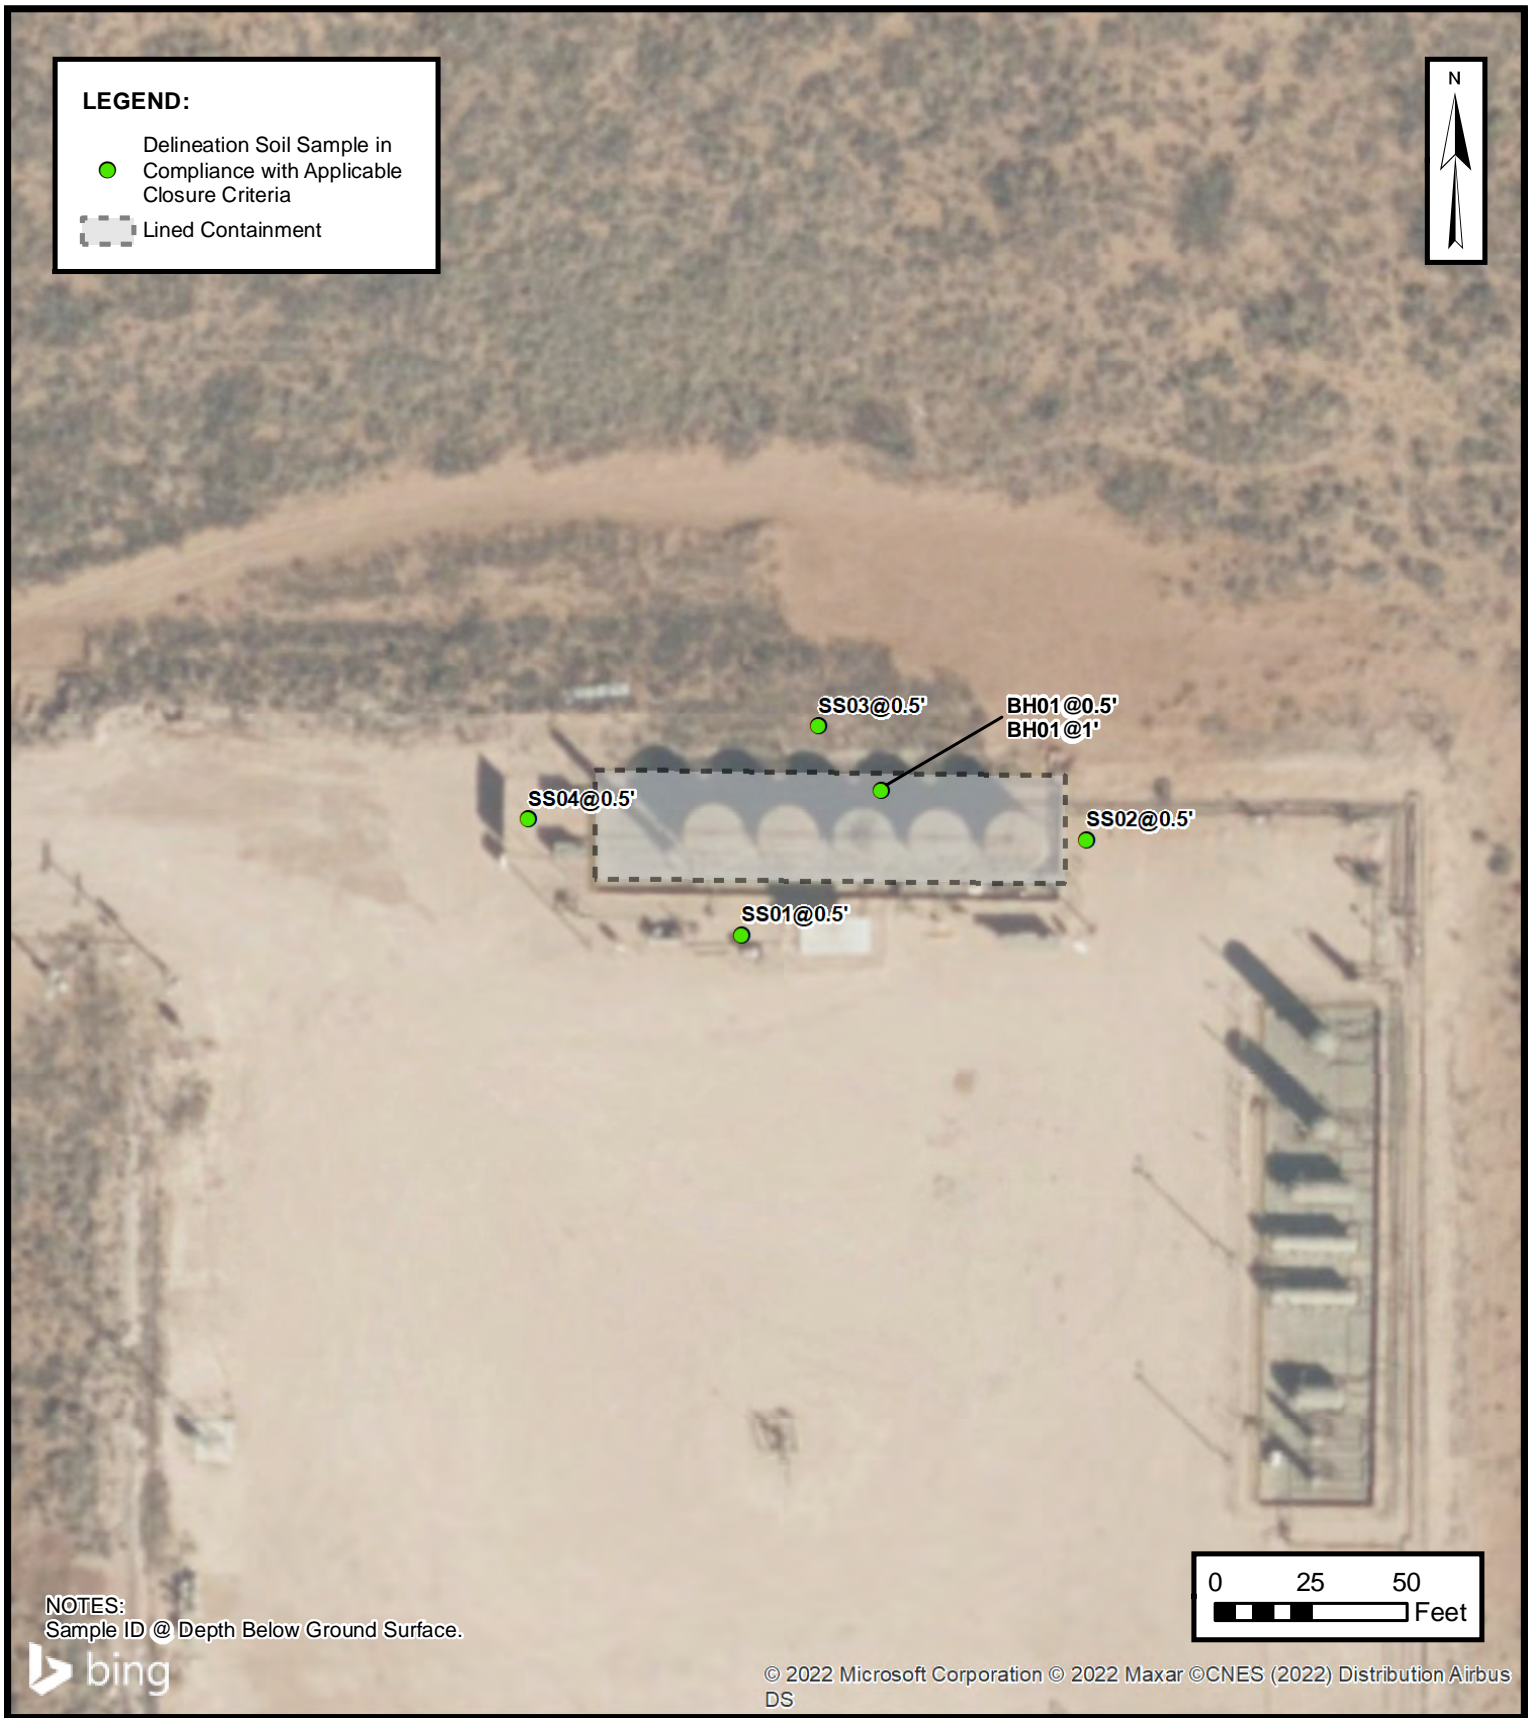 LEGEND:
Delineation Soil Sample in
Compliance with Applicable
Closure Criteria
Lined Containment
N
SS03@0.5'
BH01@0.5'
BH01@1'
SS04@0.5'
SS02@0.5'
SS01@0.5'
0 25 50
Feet
NOTES:
Sample ID @ Depth Below Ground Surface.
bing
© 2022 Microsoft Corporation © 2022 Maxar ©CNES (2022) Distribution Airbus
DS